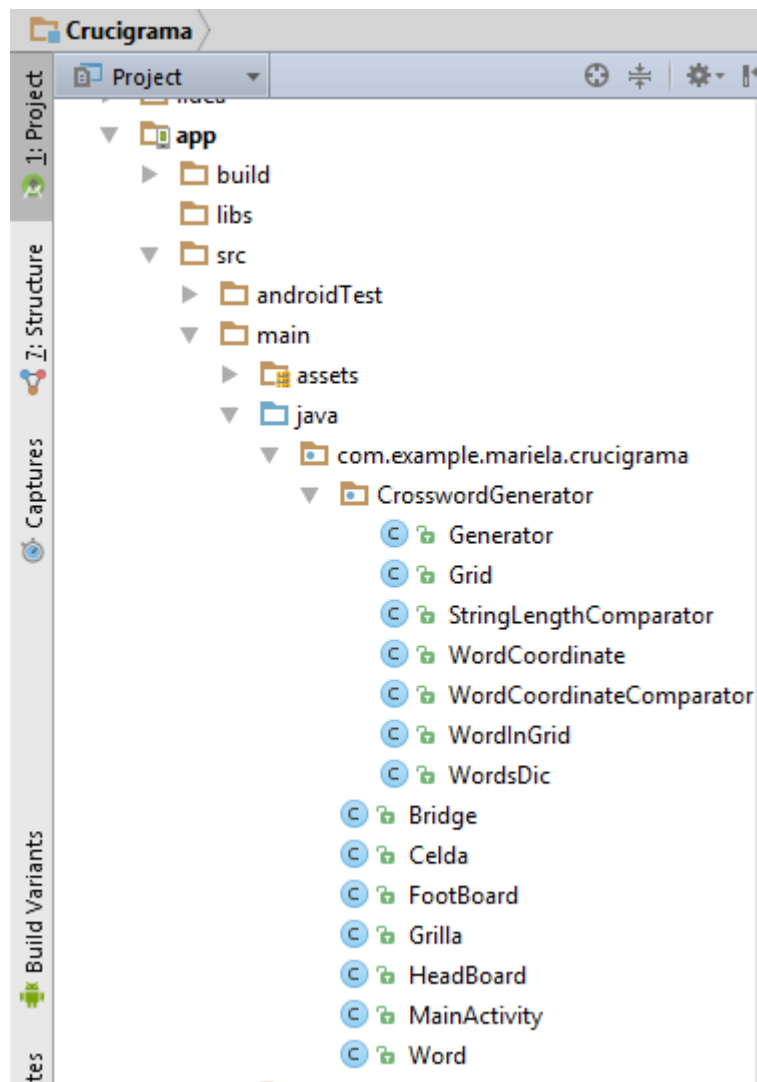 Crucigrama
Project
app
build
libs
src
androidTest
main
assets
java
com.example.mariela.crucigrama
CrosswordGenerator
C Generator
C Grid
C StringLengthComparator
C WordCoordinate
C WordCoordinateComparator
C WordInGrid
C WordsDic
C Bridge
C Celda
C FootBoard
C Grilla
C HeadBoard
C MainActivity
C Word
1: Project
7: Structure
Captures
Build Variants